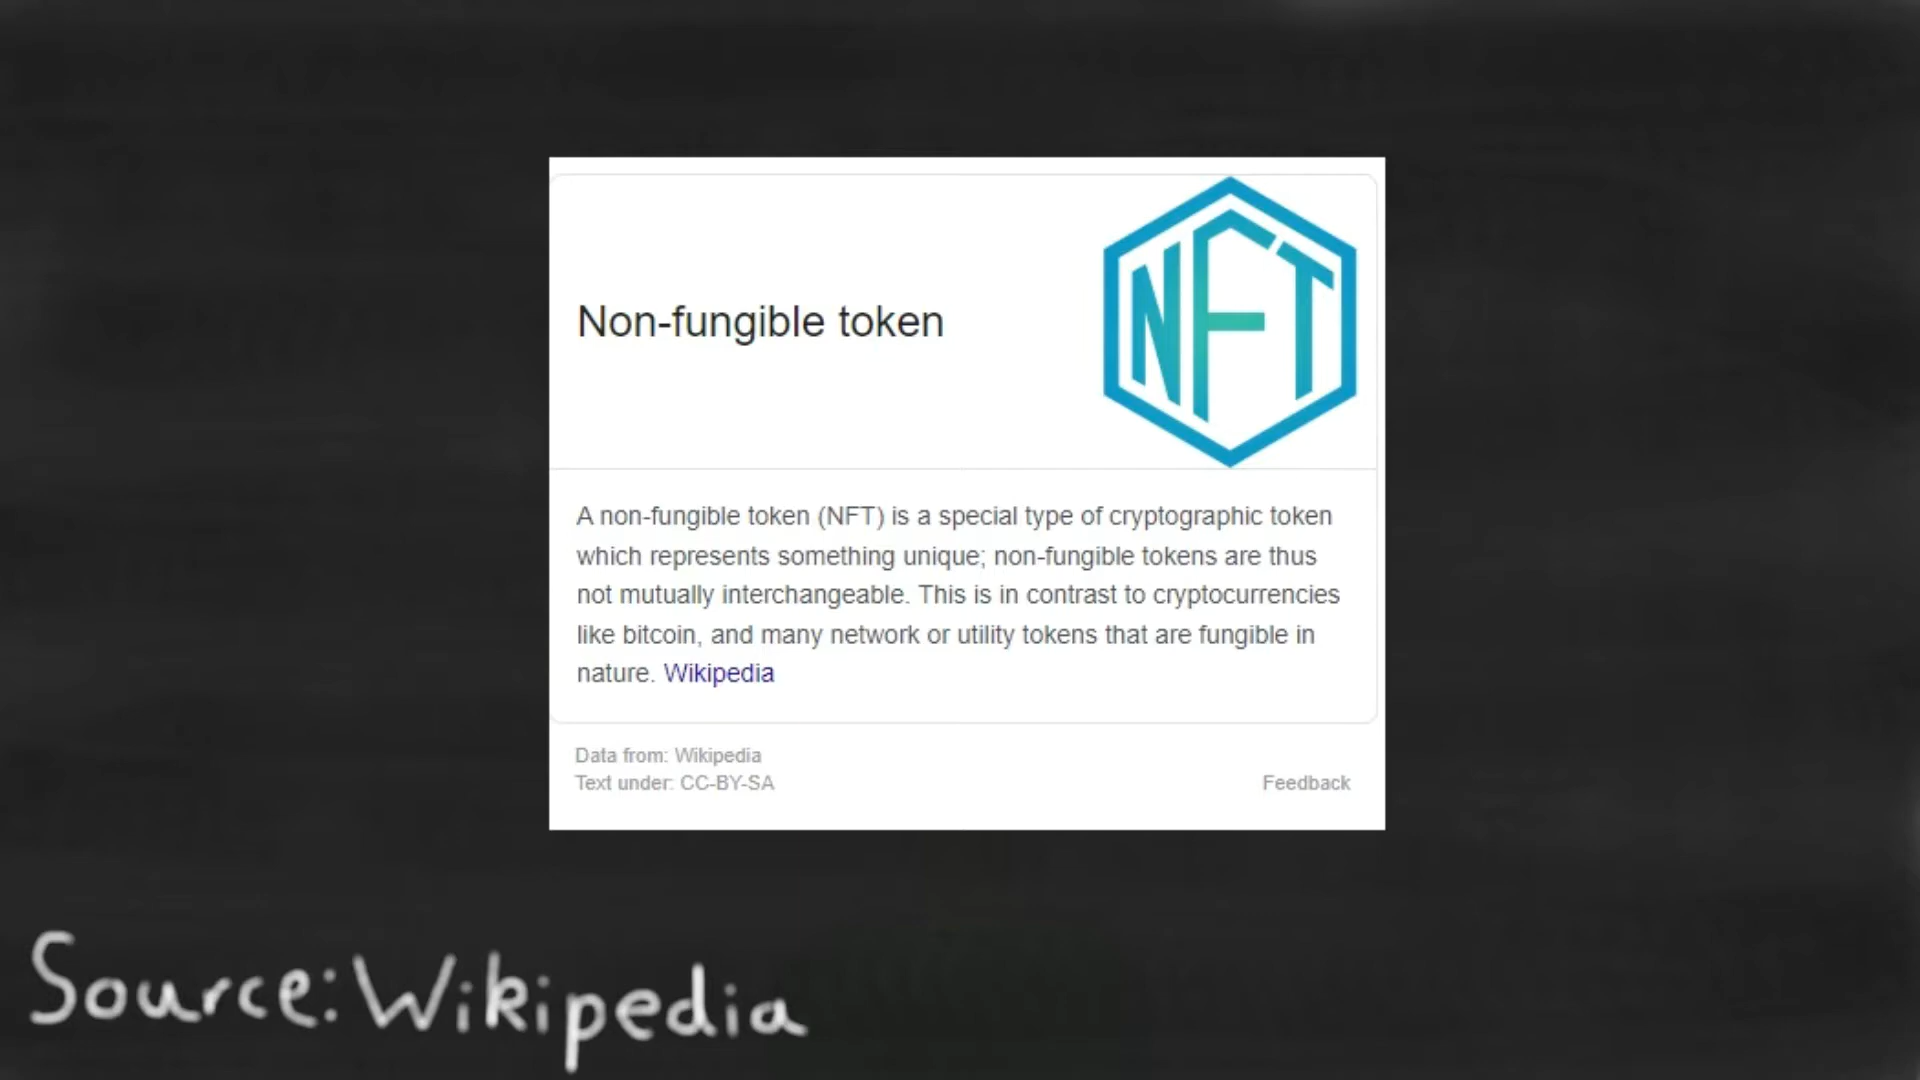 NFT
Non-fungible token
A non-fungible token (NFT) is a special type of cryptographic token
which represents something unique; non-fungible tokens are thus
not mutually interchangeable. This is in contrast to cryptocurrencies
like bitcoin, and many network or utility tokens that are fungible in
nature. Wikipedia
Data from: Wikipedia
Text under: CC-BY-SA
Feedback
Source: Wikipedia